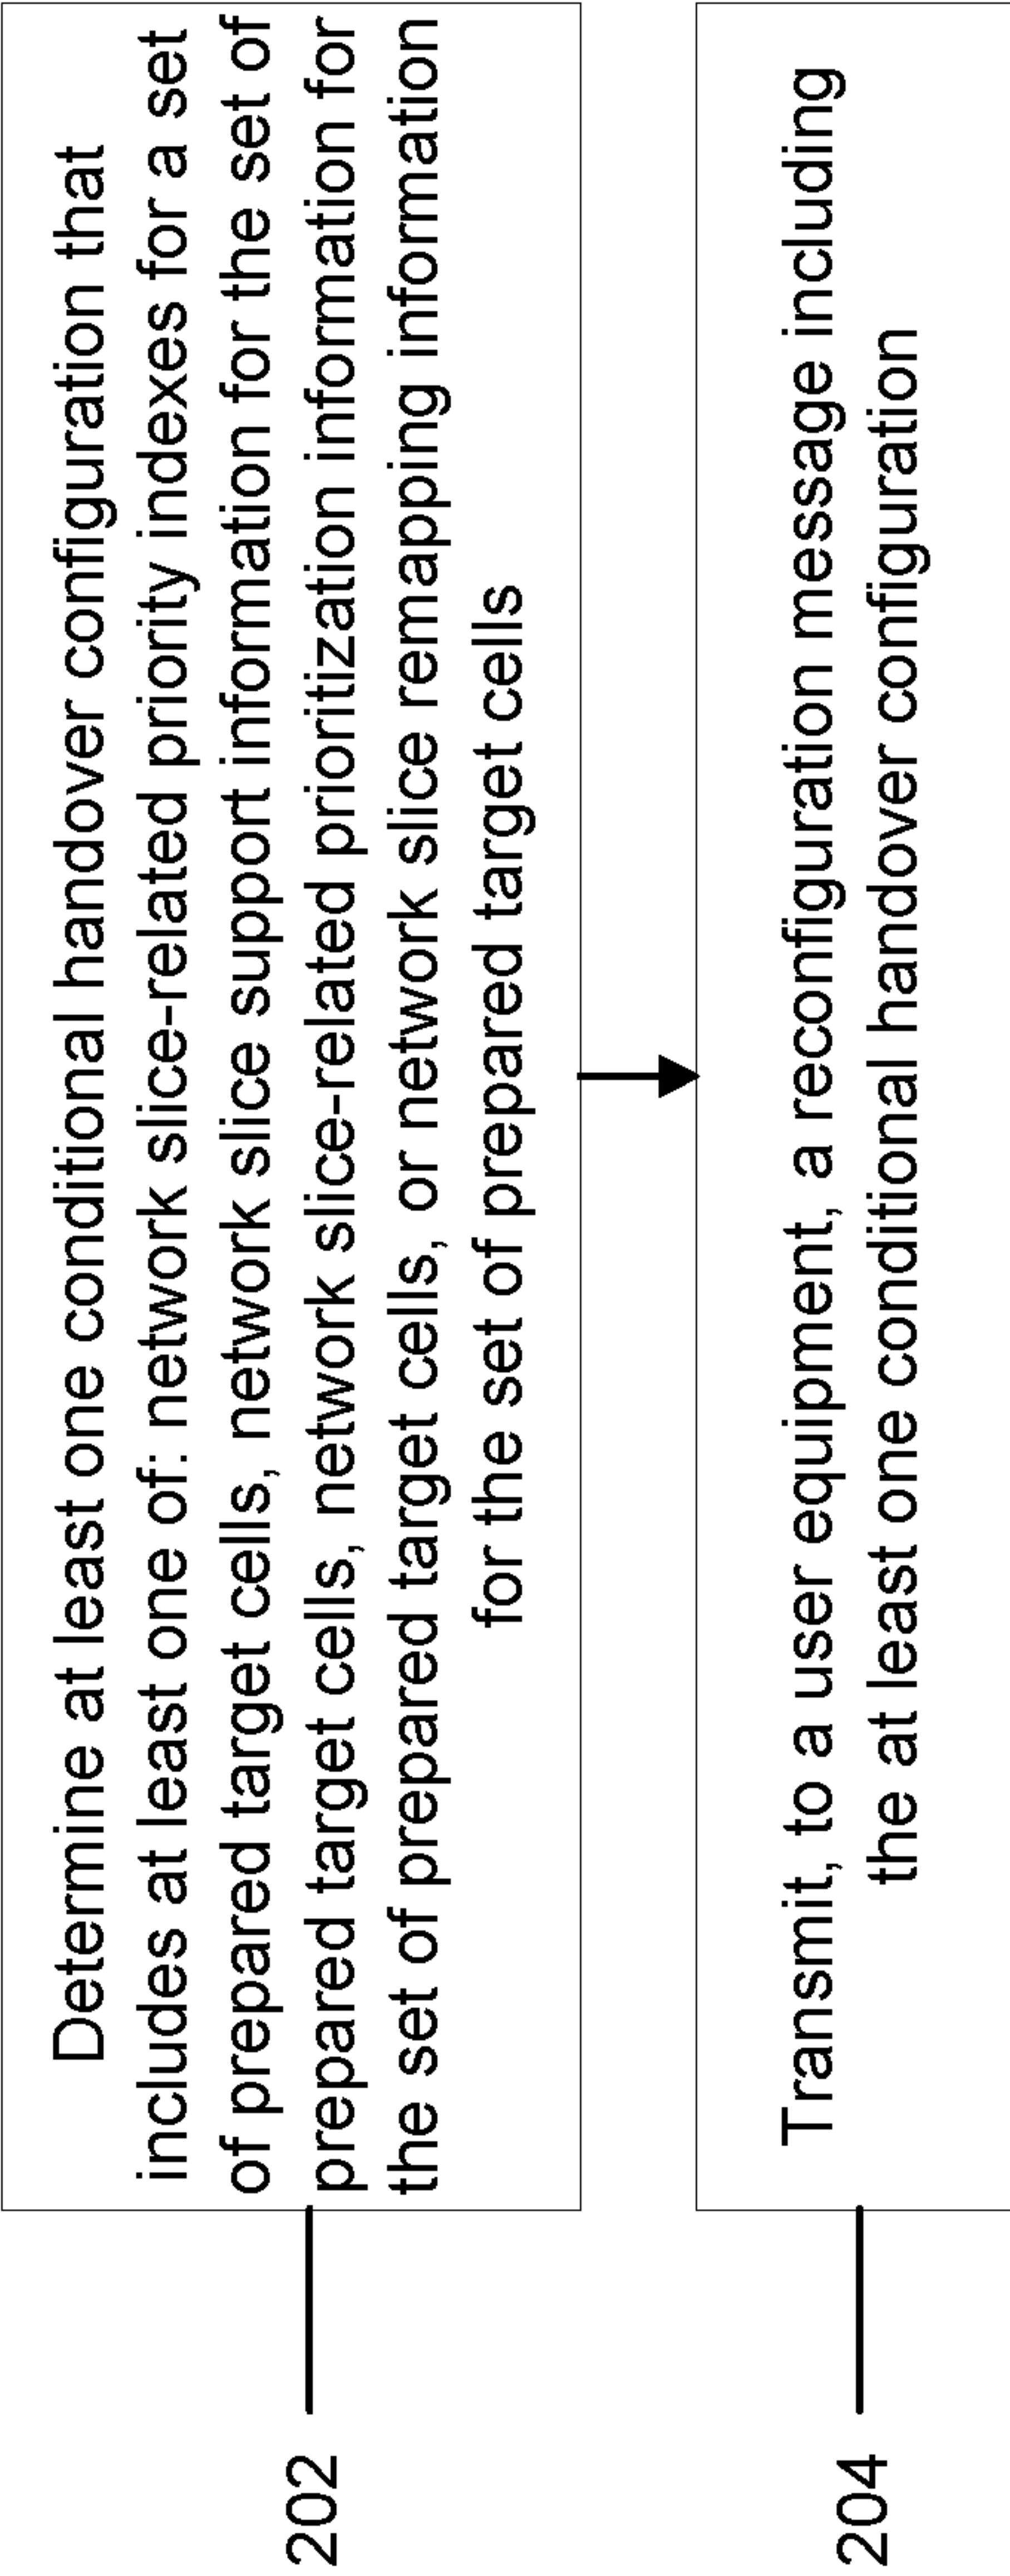 202
Determine at least one conditional handover configuration that
includes at least one of: network slice-related priority indexes for a set
of prepared target cells, network slice support information for the set of
prepared target cells, network slice-related prioritization information for
the set of prepared target cells, or network slice remapping information
for the set of prepared target cells
204
Transmit, to a user equipment, a reconfiguration message including
the at least one conditional handover configuration